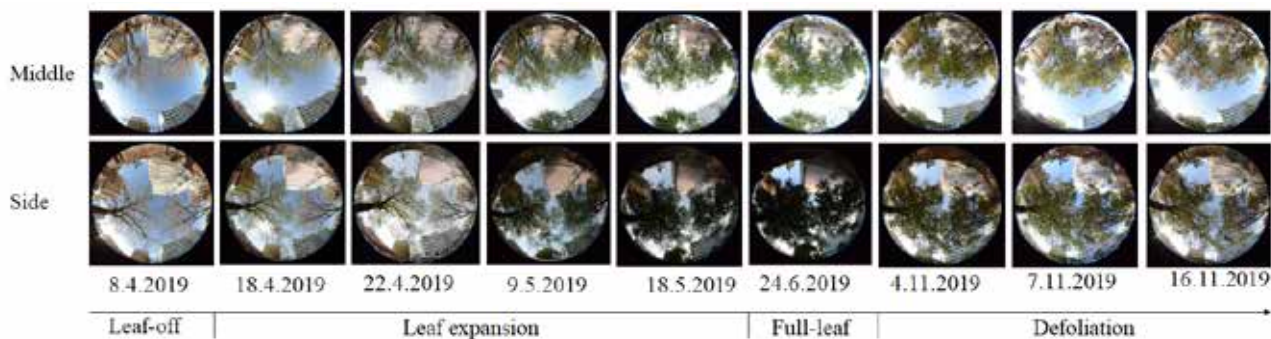 Middle
Side
8.4.2019 18.4.2019 22.4.2019 9.5.2019 18.5.2019 24.6.2019 4.11.2019 7.11.2019 16.11.2019
Leaf-off Leaf expansion Full-leaf Defoliation